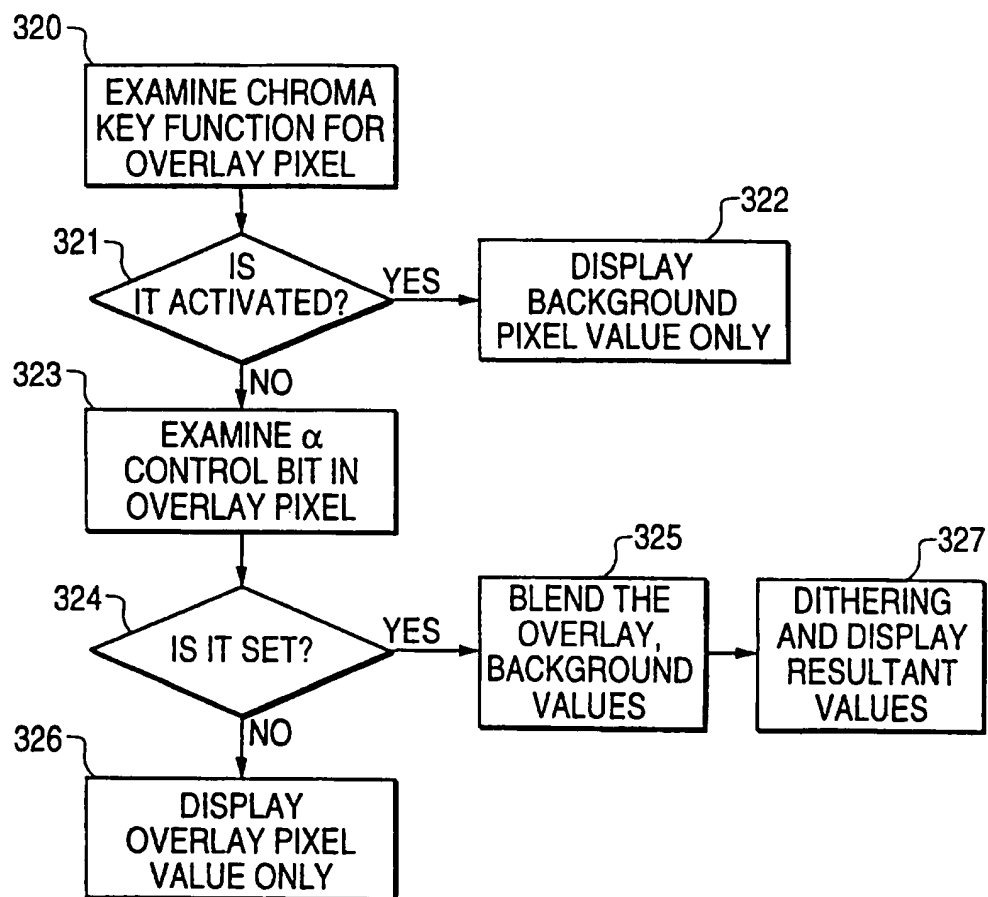 320
EXAMINE CHROMA
KEY FUNCTION FOR
OVERLAY PIXEL
321
IS
IT ACTIVATED?
YES
322
DISPLAY
BACKGROUND
PIXEL VALUE ONLY
NO
323
EXAMINE α
CONTROL BIT IN
OVERLAY PIXEL
324
IS IT SET?
YES
325
BLEND THE
OVERLAY,
BACKGROUND
VALUES
327
DITHERING
AND DISPLAY
RESULTANT
VALUES
NO
326
DISPLAY
OVERLAY PIXEL
VALUE ONLY